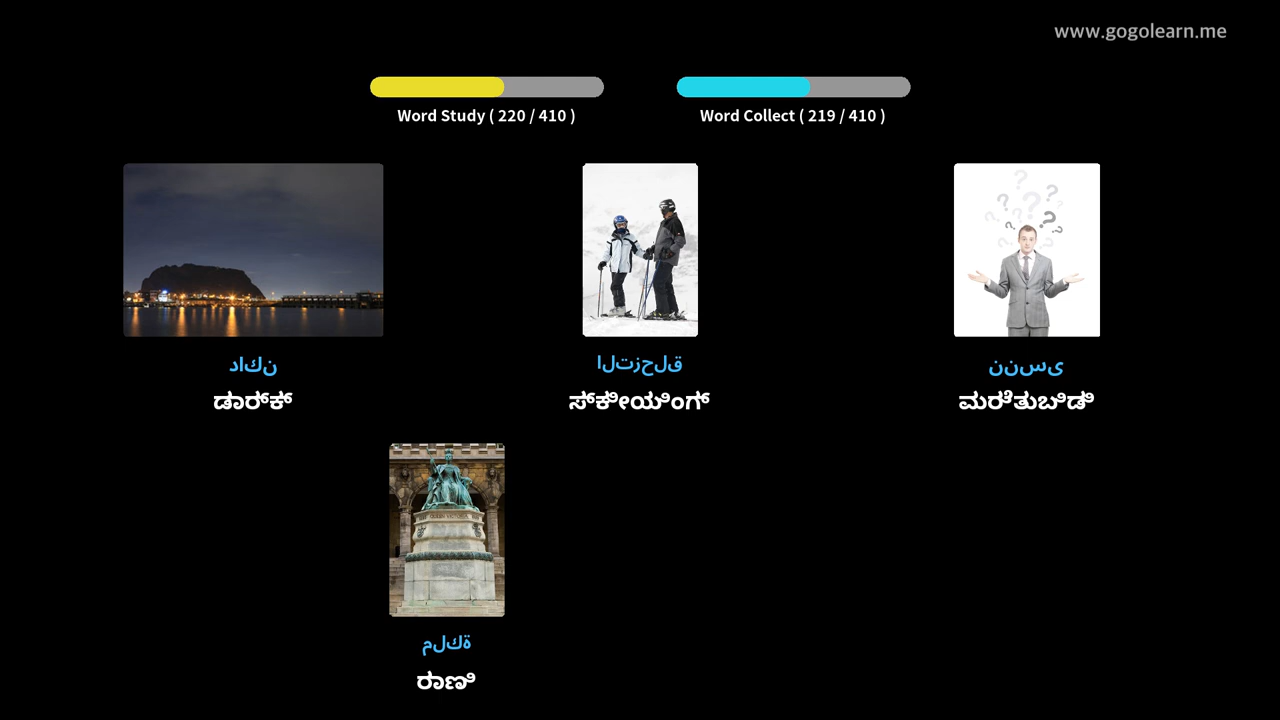 www.gogolearn.me
Word Study ( 220 / 410 )
Word Collect ( 219 / 410 )
داكن
التزحلق
ننسى
ಡಾರ್ಕ್
ಸ್ಕೀಯಿಂಗ್
ಮರೆತುಬಿಡಿ
ملكة
ರಾಣಿ